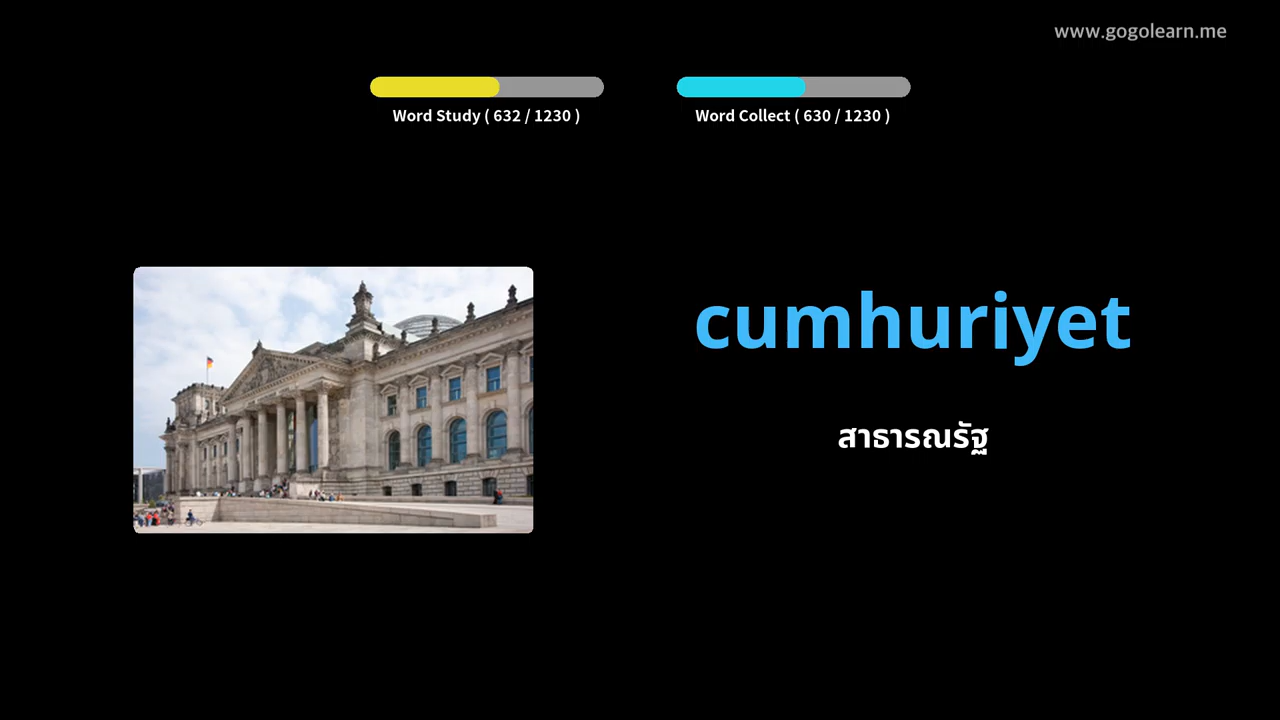 www.gogolearn.me
Word Study ( 632 / 1230 )
Word Collect ( 630 / 1230 )
cumhuriyet
สาธารณรัฐ